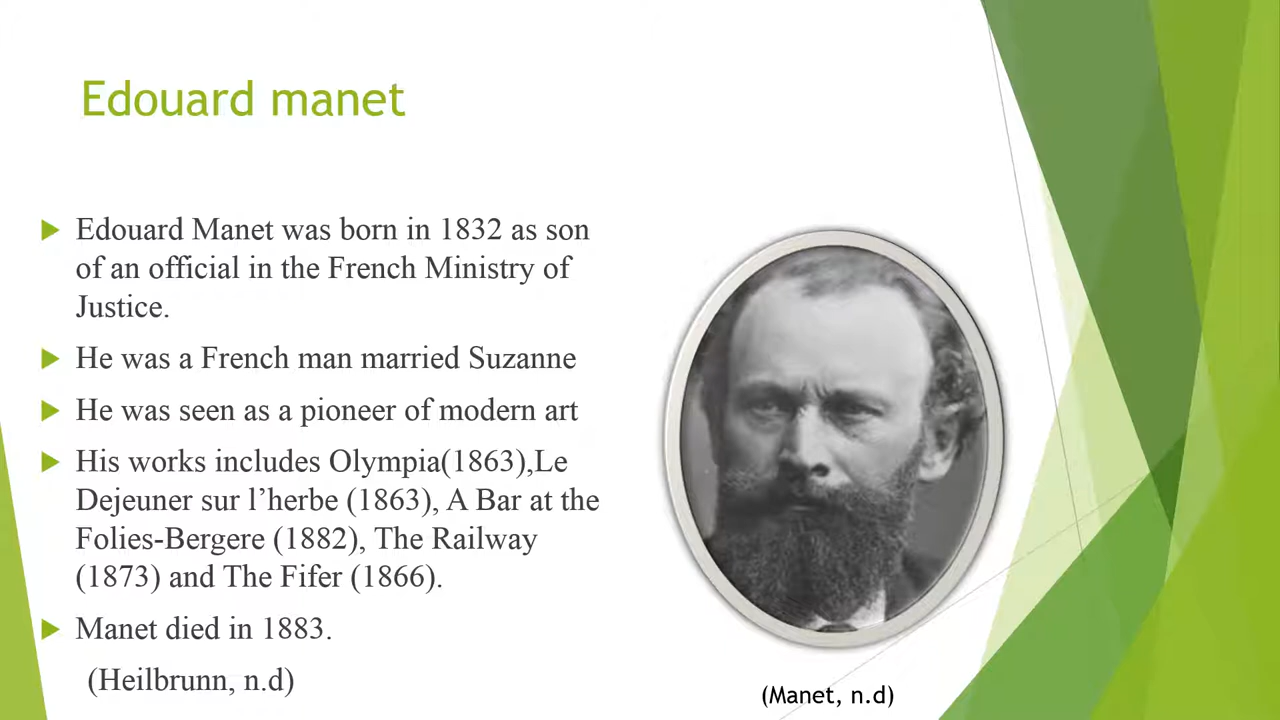 Edouard manet
Edouard Manet was born in 1832 as son
of an official in the French Ministry of
Justice.
He was a French man married Suzanne
He was seen as a pioneer of modern art
His works includes Olympia(1863),Le
Dejeuner sur l’herbe (1863), A Bar at the
Folies-Bergere (1882), The Railway
(1873) and The Fifer (1866).
Manet died in 1883.
(Heilbrunn, n.d)
(Manet, n.d)